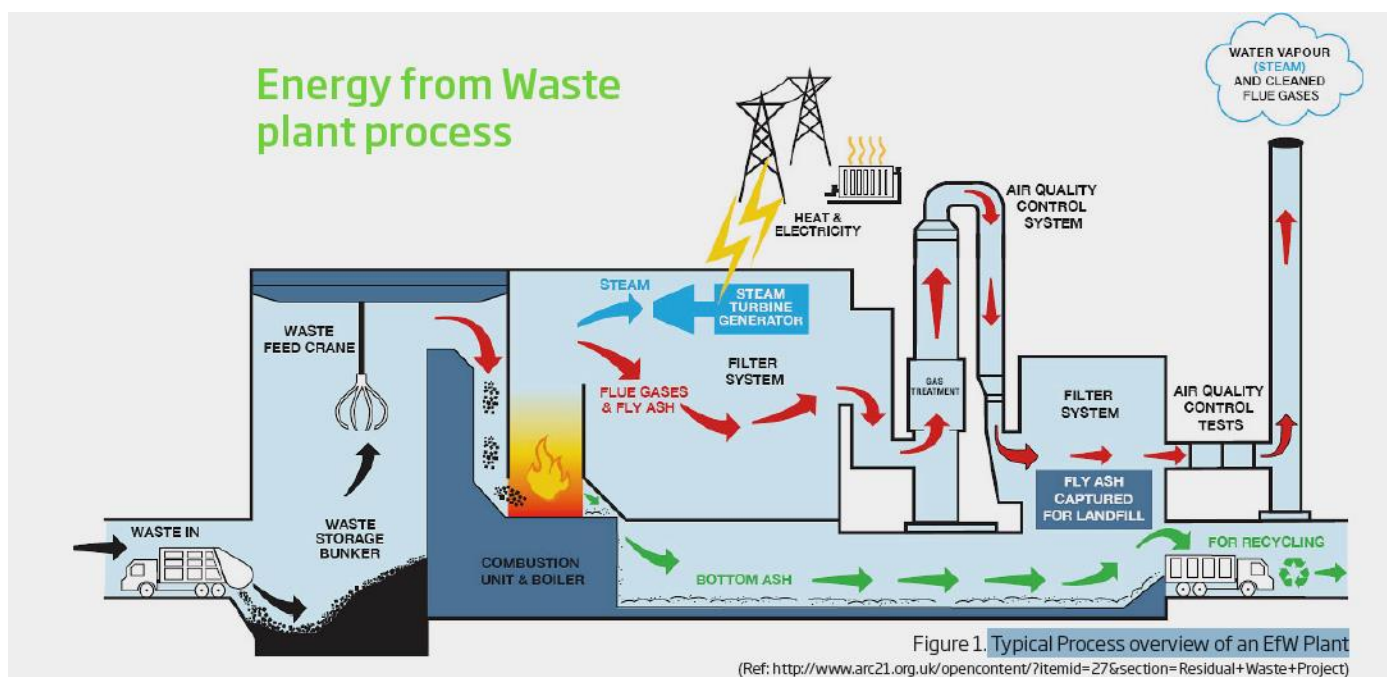 Energy from Waste
plant process
WATER VAPOUR
(STEAM)
AND CLEANED
FLUE GASES
HEAT &
ELECTRICITY
AIR QUALITY
CONTROL
SYSTEM
STEAM
STEAM
TURBINE
GENERATOR
WASTE
FEED CRANE
FILTER
SYSTEM
FLUE GASES
& FLY ASH
GAS
TREATMENT
FILTER
SYSTEM
AIR QUALITY
CONTROL
TESTS
FLY ASH
CAPTURED
FOR LANDFILL
WASTE IN
WASTE
STORAGE
BUNKER
COMBUSTION
UNIT & BOILER
BOTTOM ASH
FOR RECYCLING
Figure 1. Typical Process overview of an EfW Plant
(Ref: http://www.arc21.org.uk/opencontent/?itemid=27&section=Residual+Waste+Project)